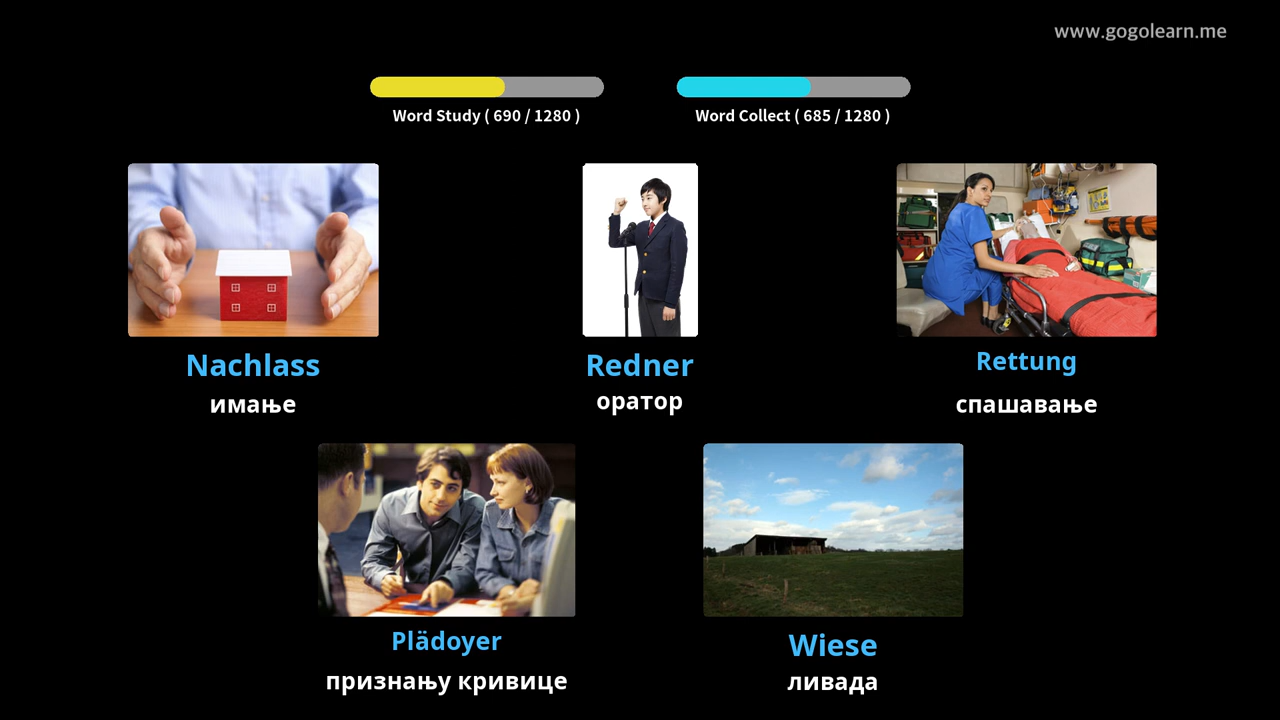 www.gogolearn.me
Word Study ( 690 / 1280 )
Word Collect ( 685 / 1280 )
Nachlass
имање
Redner
оратор
Rettung
спашавање
Plädoyer
признању кривице
Wiese
ливада